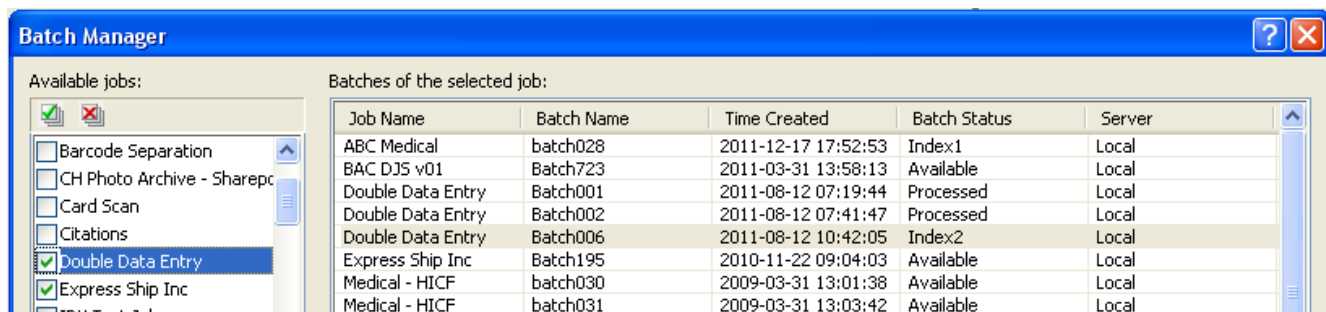 Batch Manager
Available jobs:
Batches of the selected job:
Barcode Separation
CH Photo Archive - Sharepo
Card Scan
Citations
Double Data Entry
Express Ship Inc
Job Name Batch Name Time Created Batch Status Server
ABC Medical batch028 2011-12-17 17:52:53 Index1 Local
BAC DJS v01 Batch723 2011-03-31 13:58:13 Available Local
Double Data Entry Batch001 2011-08-12 07:19:44 Processed Local
Double Data Entry Batch002 2011-08-12 07:41:47 Processed Local
Double Data Entry Batch006 2011-08-12 10:42:05 Index2 Local
Express Ship Inc Batch195 2010-11-22 09:04:03 Available Local
Medical - HICF batch030 2009-03-31 13:01:38 Available Local
Medical - HICF batch031 2009-03-31 13:03:42 Available Local